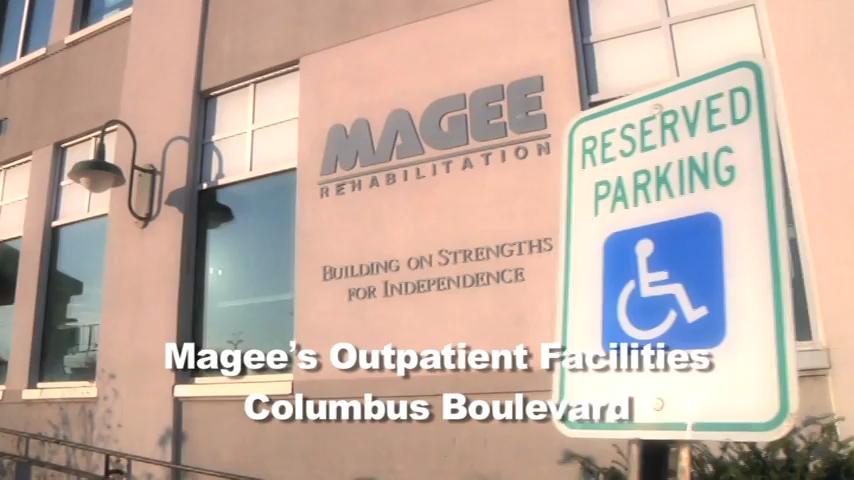 MAGEE
REHABILITATION
BUILDING ON STRENGTHS
FOR INDEPENDENCE
RESERVED
PARKING
Magee's Outpatient Facilities
Columbus Boulevard